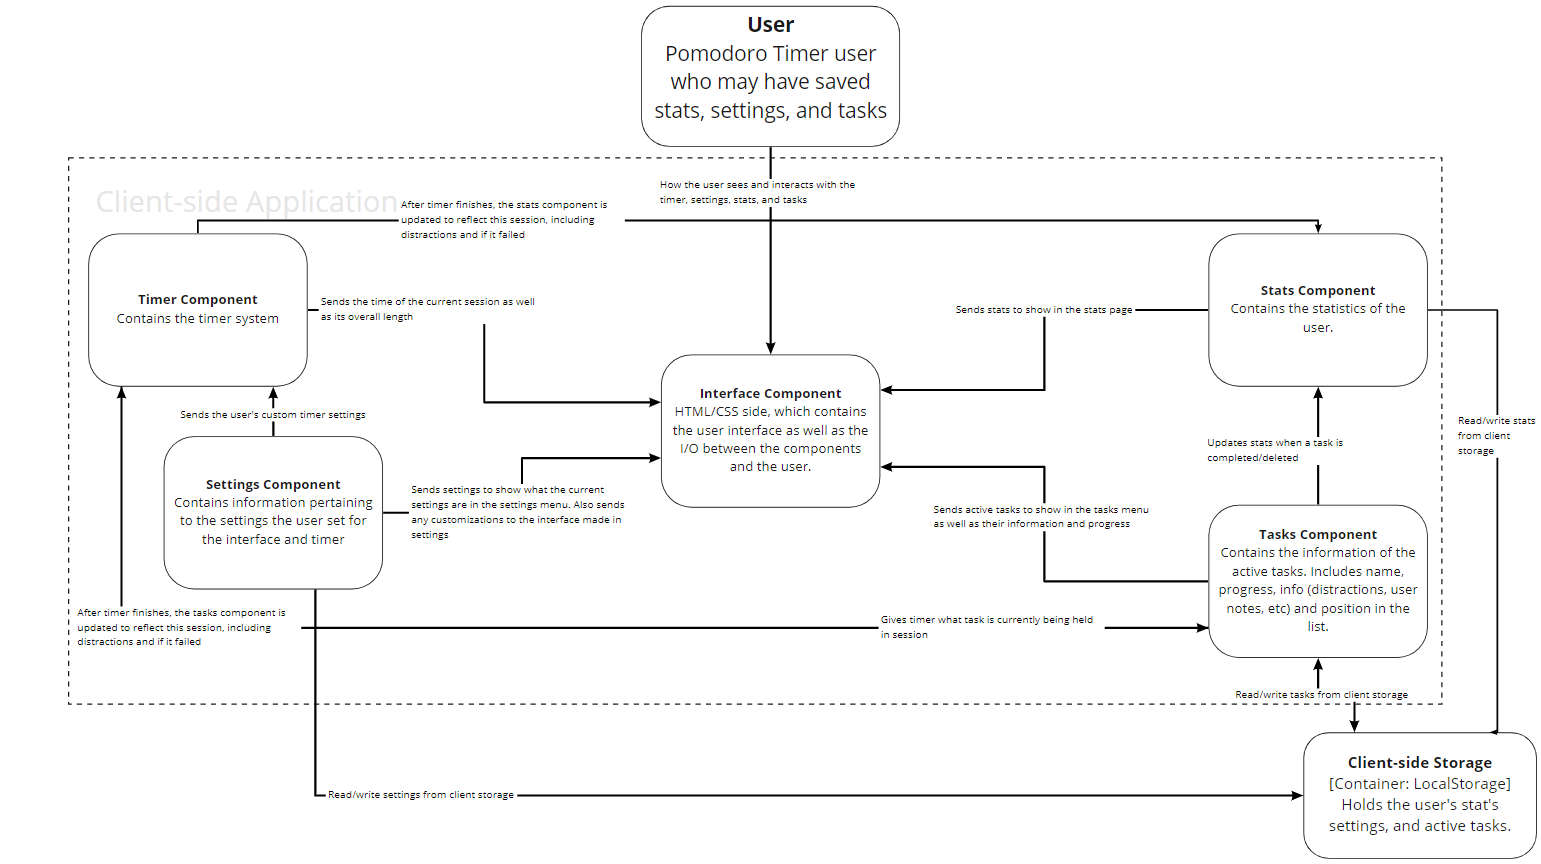 User
Pomodoro Timer user
who may have saved
stats, settings, and tasks
Client-side Application
How the user sees and interacts with the
timer, settings, stats, and tasks
After timer finishes, the stats component is
updated to reflect this session, including
distractions and if it failed
Timer Component
Contains the timer system
Sends the time of the current session as well
as its overall length
Sends stats to show in the stats page
Stats Component
Contains the statistics of the
user.
Interface Component
HTML/CSS side, which contains
the user interface as well as the
I/O between the components
and the user.
Sends the user's custom timer settings
Read/write stats
from client
storage
Updates stats when a task is
completed/deleted
Settings Component
Contains information pertaining
to the settings the user set for
the interface and timer
Sends settings to show what the current
settings are in the settings menu. Also sends
any customizations to the interface made in
settings
Sends active tasks to show in the tasks menu
as well as their information and progress
Tasks Component
Contains the information of the
active tasks. Includes name,
progress, info (distractions, user
notes, etc) and position in the
list.
After timer finishes, the tasks component is
updated to reflect this session, including
distractions and if it failed
Gives timer what task is currently being held
in session
Read/write tasks from client storage
Client-side Storage
[Container: LocalStorage]
Holds the user's stat's
settings, and active tasks.
Read/write settings from client storage